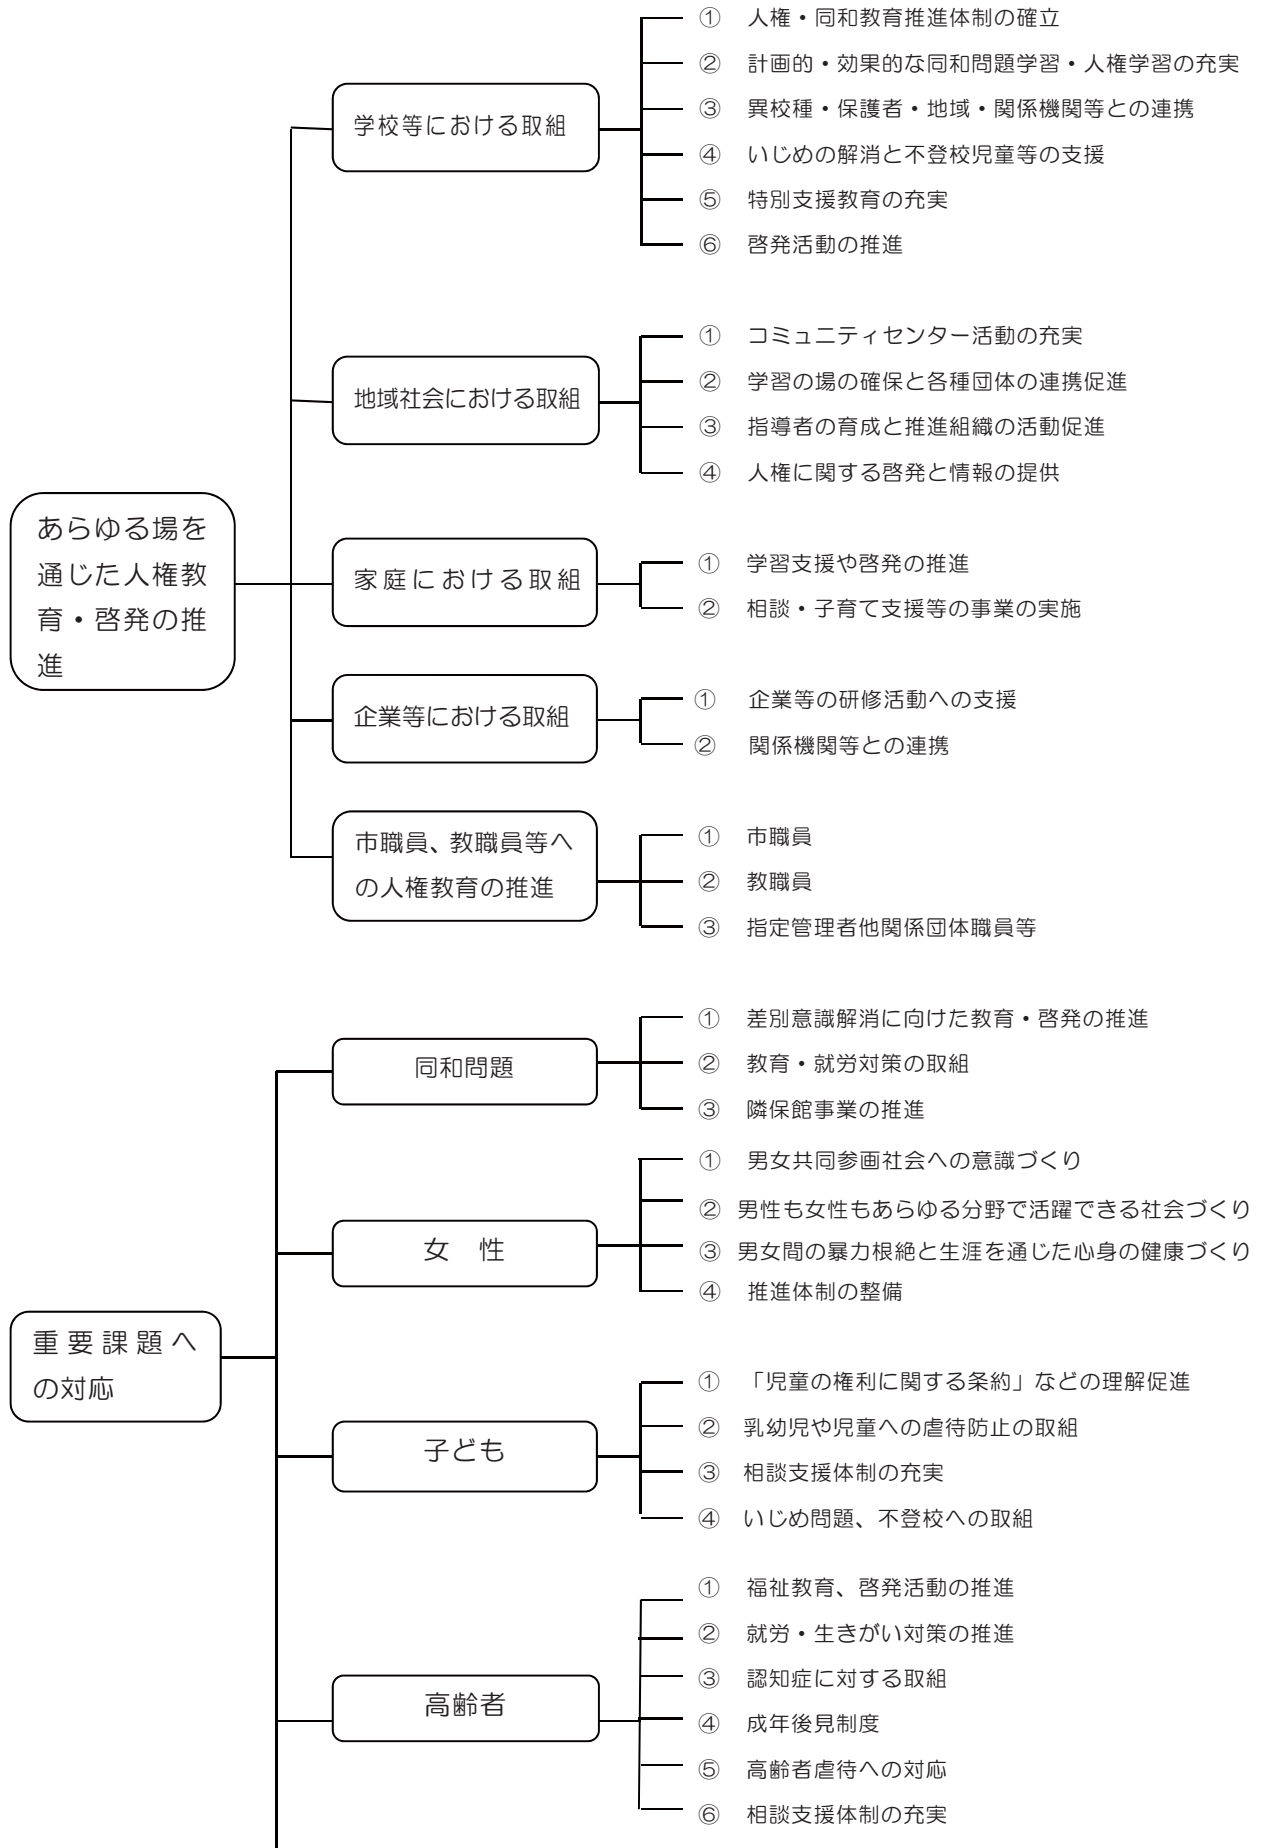 あらゆる場を
通じた人権教
育・啓発の推
進
学校等における取組
① 人権・同和教育推進体制の確立
② 計画的・効果的な同和問題学習・人権学習の充実
③ 異校種・保護者・地域・関係機関等との連携
④ いじめの解消と不登校児童等の支援
⑤ 特別支援教育の充実
⑥ 啓発活動の推進
地域社会における取組
① コミュニティセンター活動の充実
② 学習の場の確保と各種団体の連携促進
③ 指導者の育成と推進組織の活動促進
④ 人権に関する啓発と情報の提供
家庭における取組
① 学習支援や啓発の推進
② 相談・子育て支援等の事業の実施
企業等における取組
① 企業等の研修活動への支援
② 関係機関等との連携
市職員、教職員等へ
の人権教育の推進
① 市職員
② 教職員
③ 指定管理者他関係団体職員等
重要課題へ
の対応
同和問題
① 差別意識解消に向けた教育・啓発の推進
② 教育・就労対策の取組
③ 隣保館事業の推進
女 性
① 男女共同参画社会への意識づくり
② 男性も女性もあらゆる分野で活躍できる社会づくり
③ 男女間の暴力根絶と生涯を通じた心身の健康づくり
④ 推進体制の整備
子ども
① 「児童の権利に関する条約」などの理解促進
② 乳幼児や児童への虐待防止の取組
③ 相談支援体制の充実
④ いじめ問題、不登校への取組
高齢者
① 福祉教育、啓発活動の推進
② 就労・生きがい対策の推進
③ 認知症に対する取組
④ 成年後見制度
⑤ 高齢者虐待への対応
⑥ 相談支援体制の充実